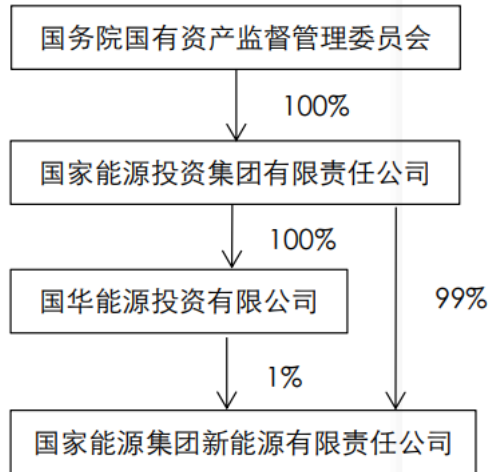 国务院国有资产监督管理委员会
100%
国家能源投资集团有限责任公司
100%
国华能源投资有限公司
99%
1%
国家能源集团新能源有限责任公司